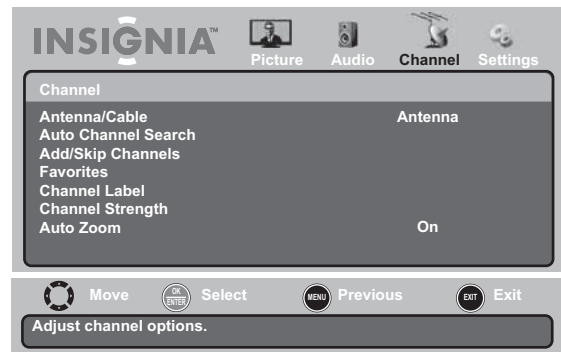 INSIGNIA™
Picture Audio Channel Settings
Channel
Antenna/Cable Antenna
Auto Channel Search
Add/Skip Channels
Favorites
Channel Label
Channel Strength
Auto Zoom On
Move OK ENTER Select MENU Previous EXIT Exit
Adjust channel options.